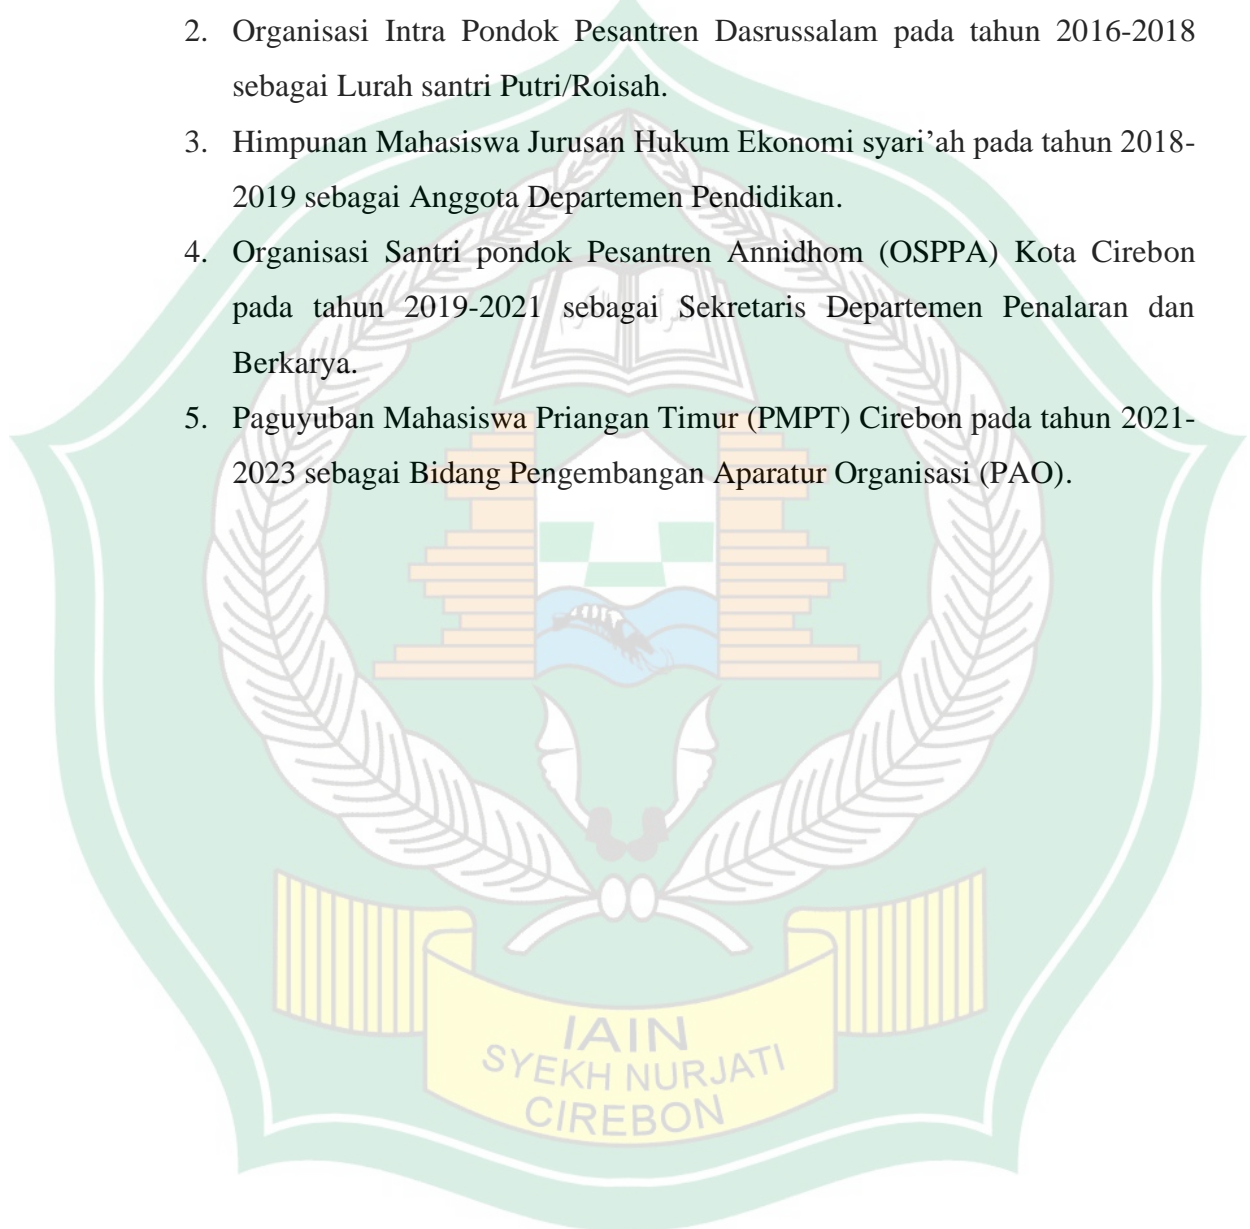 2. Organisasi Intra Pondok Pesantren Dasrussalam pada tahun 2016-2018
sebagai Lurah santri Putri/Roisah.
3. Himpunan Mahasiswa Jurusan Hukum Ekonomi syari’ah pada tahun 2018-
2019 sebagai Anggota Departemen Pendidikan.
4. Organisasi Santri pondok Pesantren Annidhom (OSPPA) Kota Cirebon
pada tahun 2019-2021 sebagai Sekretaris Departemen Penalaran dan
Berkarya.
5. Paguyuban Mahasiswa Priangan Timur (PMPT) Cirebon pada tahun 2021-
2023 sebagai Bidang Pengembangan Aparatur Organisasi (PAO).
IAIN
SYEKH NURJATI
CIREBON